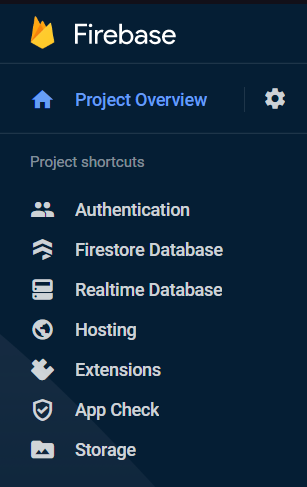 Firebase
Project Overview
Project shortcuts
Authentication
Firestore Database
Realtime Database
Hosting
Extensions
App Check
Storage